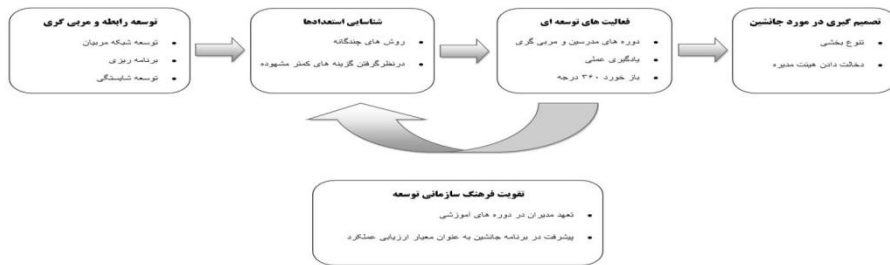 توسعه رابطه و مربی گری
توسعه شبکه مربیان
برنامه ریزی
توسعه شایستگی
شناسایی استعدادها
روش های چندگانه
درنظرگرفتن گزینه های کمتر مشهوده
فعالیت های توسعه ای
دوره های مدرسین و مربی گری
یادگیری عملی
باز خورد ۳۶۰ درجه
تصمیم گیری در مورد جانشین
تنوع بخشی
دخالت دادن هیئت مدیره
تقویت فرهنگ سازمانی توسعه
تعهد مدیران در دوره های آموزشی
پیشرفت در برنامه جانشین به عنوان معیار ارزیابی عملکرد